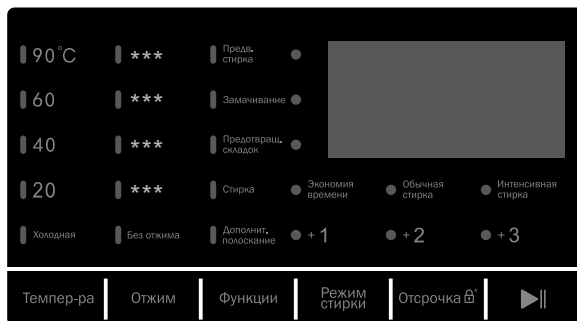 90°C *** Предв.
стирка
60 *** Замачивание
40 *** Предотвращ.
складок
20 *** Стирка Экономия
времени Обычная
стирка Интенсивная
стирка
Холодная Без отжима Дополнит.
полоскание + 1 + 2 + 3
Темпер-ра Отжим Функции Режим
стирки Отсрочка